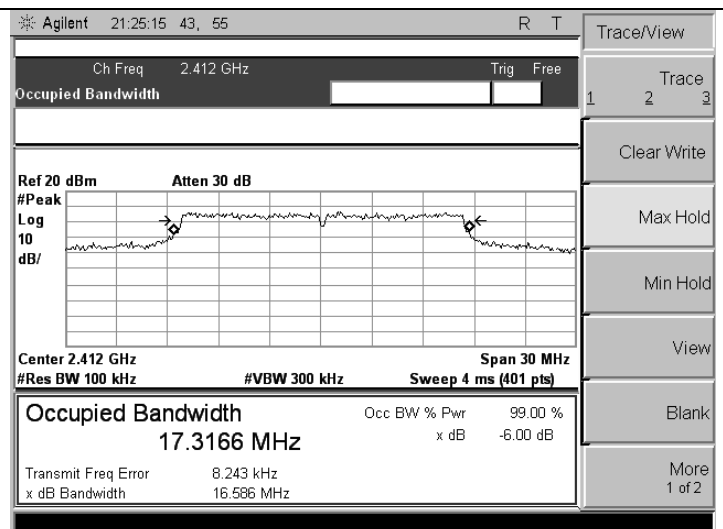 Agilent 21:25:15 43, 55 R T
Trace/View
Ch Freq 2.412 GHz Trig Free
Occupied Bandwidth
Trace
1 2 3
Clear Write
Ref 20 dBm Atten 30 dB
#Peak
Log
10
dB/
Max Hold
Min Hold
View
Center 2.412 GHz Span 30 MHz
#Res BW 100 kHz #VBW 300 kHz Sweep 4 ms (401 pts)
Occupied Bandwidth
17.3166 MHz
Occ BW % Pwr 99.00 %
x dB -6.00 dB
Blank
Transmit Freq Error 8.243 kHz
x dB Bandwidth 16.586 MHz
More
1 of 2